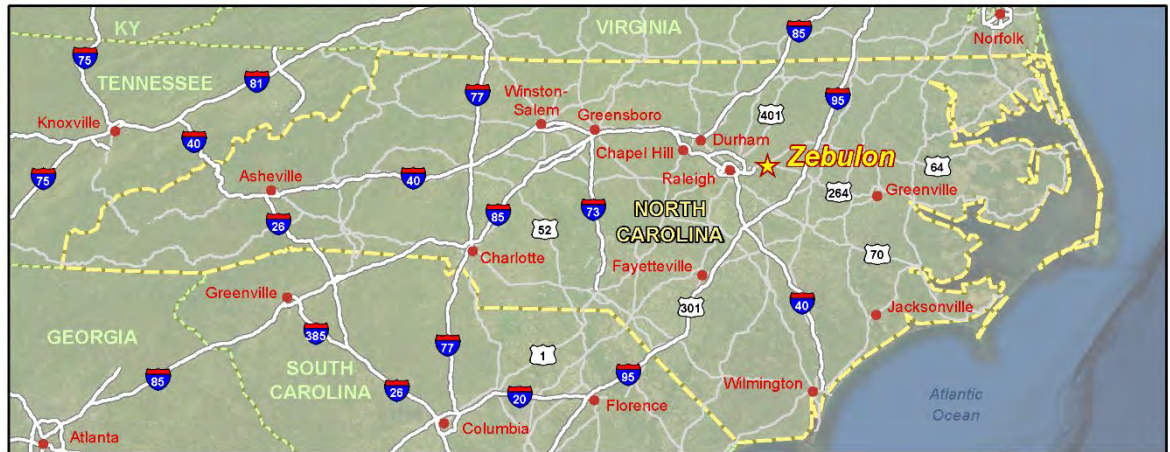 KY
VIRGINIA
85
Norfolk
75
TENNESSEE
81
77
95
Winston-
Salem
Greensboro
401
Knoxville
Durham
40
Chapel Hill
Zebulon
75
Asheville
40
Raleigh
64
264
Greenville
26
85
73
NORTH
CAROLINA
52
Charlotte
70
Fayetteville
Greenville
301
40
Jacksonville
385
GEORGIA
77
SOUTH
CAROLINA
1
85
26
95
Wilmington
20
Florence
Atlantic
Ocean
Columbia
Atlanta